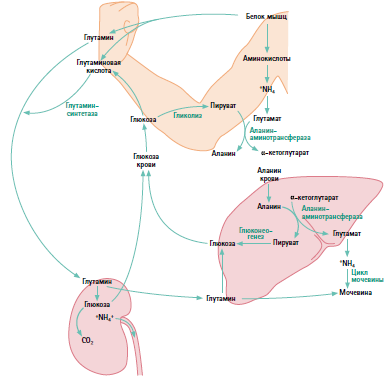 Белок мышц
Глутамин
Глутаминовая
кислота
Аминокислоты
*NH₄
Глутамин–
синтетаза
Глюкоза
Гликолиз
Пируват
Глутамат
Аланин–
аминотрансфераза
Аланин
α–кетоглутарат
Глюкоза
крови
Аланин
крови
α–кетоглутарат
Аланин
Аланин–
аминотрансфераза
Глюконео–
генез
Глутамат
Глюкоза
Пируват
*NH₄
Цикл
мочевины
Глутамин
Глутамин
Мочевина
Глюкоза
*NH₄⁺
CO₂